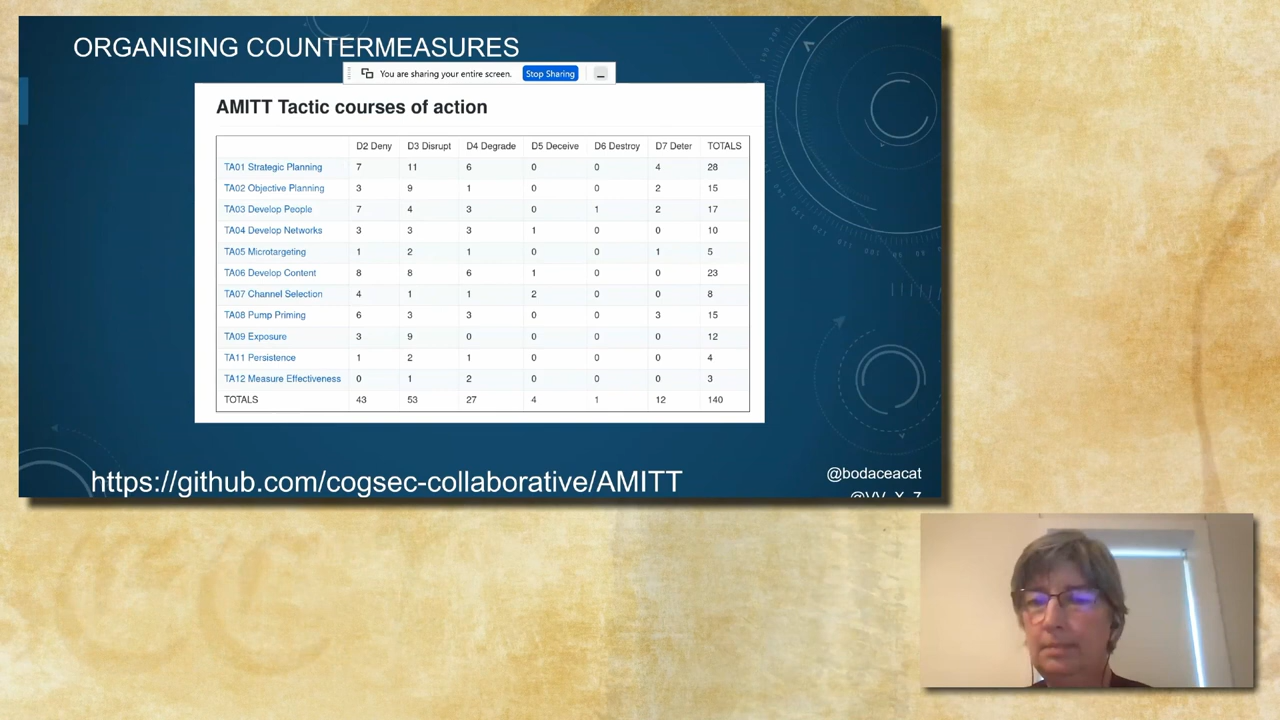 ORGANISING COUNTERMEASURES
You are sharing your entire screen. Stop Sharing
AMITT Tactic courses of action
D2 Deny D3 Disrupt D4 Degrade D5 Deceive D6 Destroy D7 Deter TOTALS
TA01 Strategic Planning 7 11 6 0 0 4 28
TA02 Objective Planning 3 9 1 0 0 2 15
TA03 Develop People 7 4 3 0 1 2 17
TA04 Develop Networks 3 3 3 1 0 0 10
TA05 Microtargeting 1 2 1 0 0 1 5
TA06 Develop Content 8 8 6 1 0 0 23
TA07 Channel Selection 4 1 1 2 0 0 8
TA08 Pump Priming 6 3 3 0 0 3 15
TA09 Exposure 3 9 0 0 0 0 12
TA11 Persistence 1 2 1 0 0 0 4
TA12 Measure Effectiveness 0 1 2 0 0 0 3
TOTALS 43 53 27 4 1 12 140
https://github.com/cogsec-collaborative/AMITT
@bodaceacat
@VV_X_7